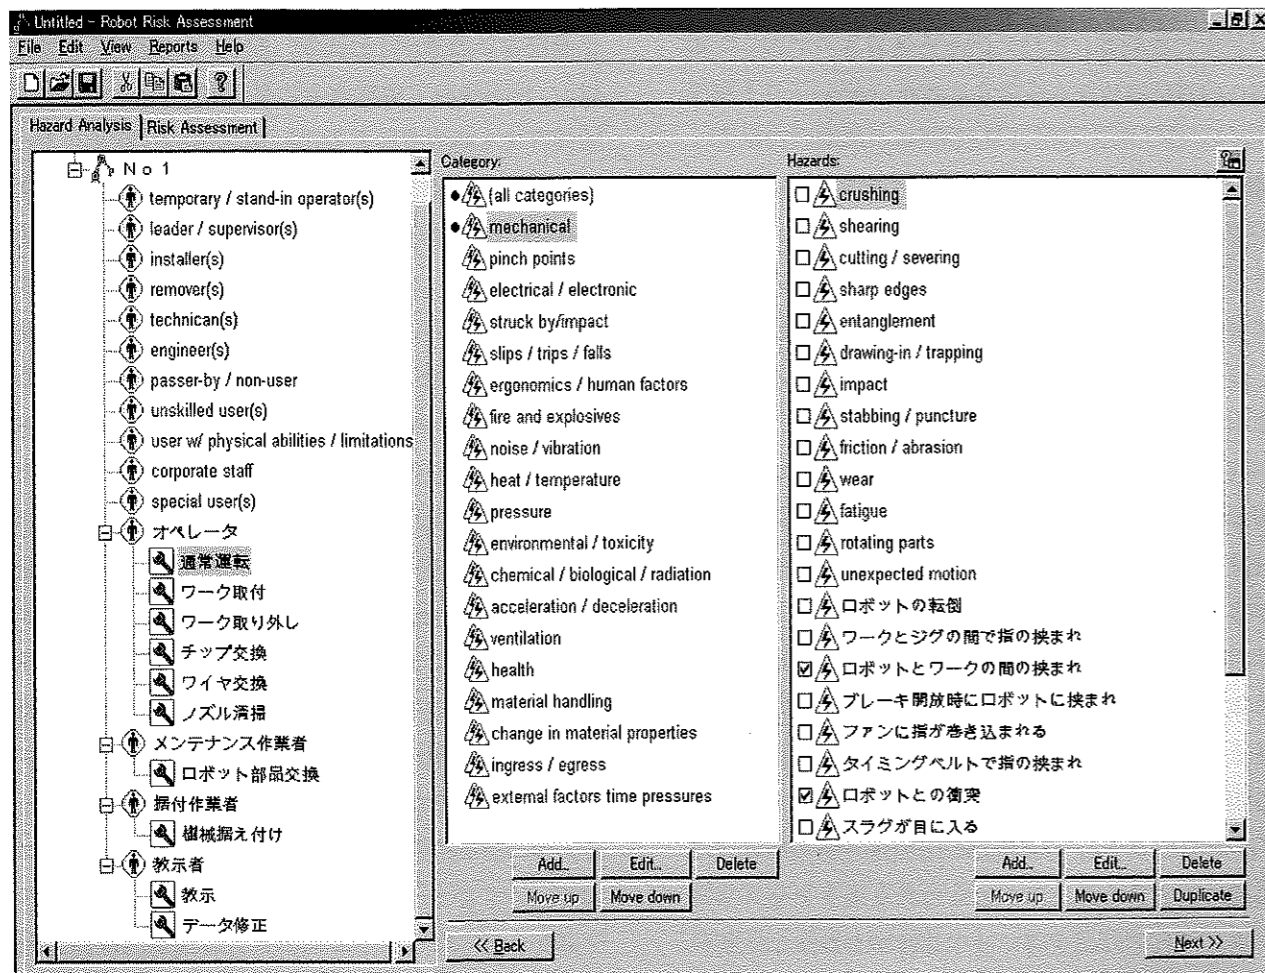 Untitled - Robot Risk Assessment
File Edit View Reports Help
Hazard Analysis
Risk Assessment
No 1
temporary / stand-in operator(s)
leader / supervisor(s)
installer(s)
remover(s)
technican(s)
engineer(s)
passer-by / non-user
unskilled user(s)
user w/ physical abilities / limitations
corporate staff
special user(s)
オペレータ
通常運転
ワーク取付
ワーク取り外し
チップ交換
ワイヤ交換
ノズル清掃
メンテナンス作業者
ロボット部品交換
据付作業者
機械据え付け
教示者
教示
データ修正
Category:
(all categories)
mechanical
pinch points
electrical / electronic
struck by/impact
slips / trips / falls
ergonomics / human factors
fire and explosives
noise / vibration
heat / temperature
pressure
environmental / toxicity
chemical / biological / radiation
acceleration / deceleration
ventilation
health
material handling
change in material properties
ingress / egress
external factors time pressures
Add...
Edit...
Delete
Move up
Move down
Hazards:
crushing
shearing
cutting / severing
sharp edges
entanglement
drawing-in / trapping
impact
stabbing / puncture
friction / abrasion
wear
fatigue
rotating parts
unexpected motion
ロボットの転倒
ワークとジグの間で指の挟まれ
ロボットとワークの間の挟まれ
ブレーキ開放時にロボットに挟まれ
ファンに指が巻き込まれる
タイミングベルトで指の挟まれ
ロボットとの衝突
スラグが目に入る
Add...
Edit...
Delete
Move up
Move down
Duplicate
<< Back
Next >>